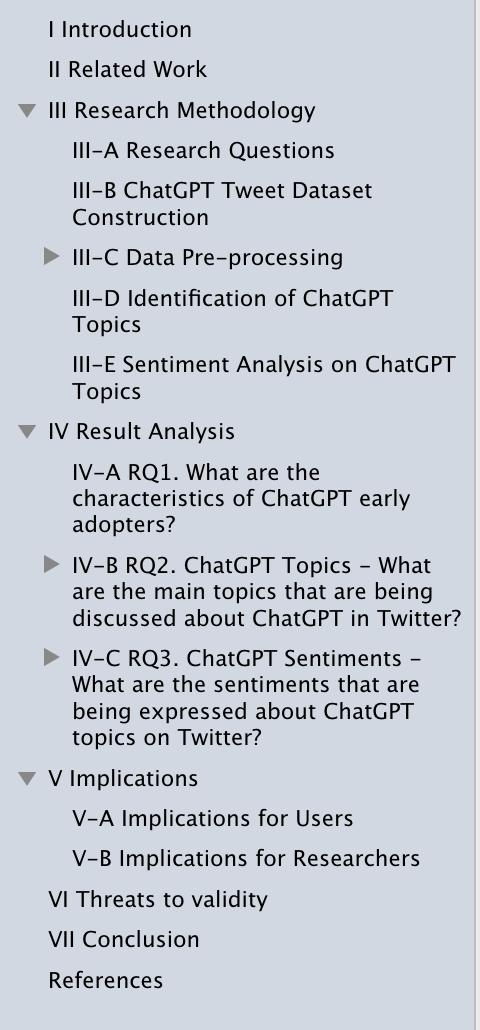 I Introduction
II Related Work
III Research Methodology
III-A Research Questions
III-B ChatGPT Tweet Dataset
Construction
III-C Data Pre-processing
III-D Identification of ChatGPT
Topics
III-E Sentiment Analysis on ChatGPT
Topics
IV Result Analysis
IV-A RQ1. What are the
characteristics of ChatGPT early
adopters?
IV-B RQ2. ChatGPT Topics – What
are the main topics that are being
discussed about ChatGPT in Twitter?
IV-C RQ3. ChatGPT Sentiments –
What are the sentiments that are
being expressed about ChatGPT
topics on Twitter?
V Implications
V-A Implications for Users
V-B Implications for Researchers
VI Threats to validity
VII Conclusion
References